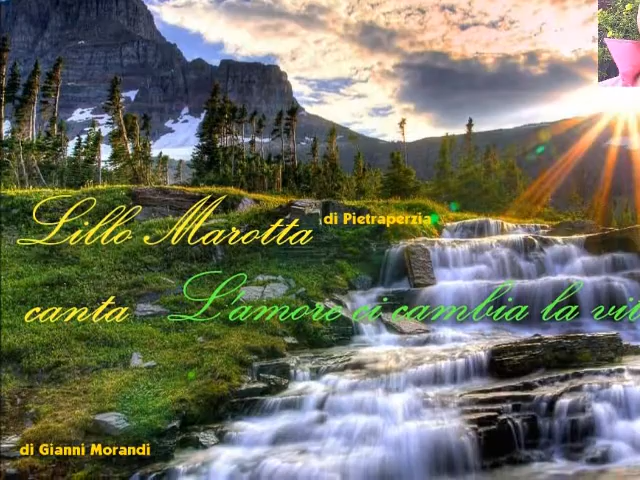 Lillo Marotta di Pietraperzia
canta L'amore ci cambia la vit
di Gianni Morandi